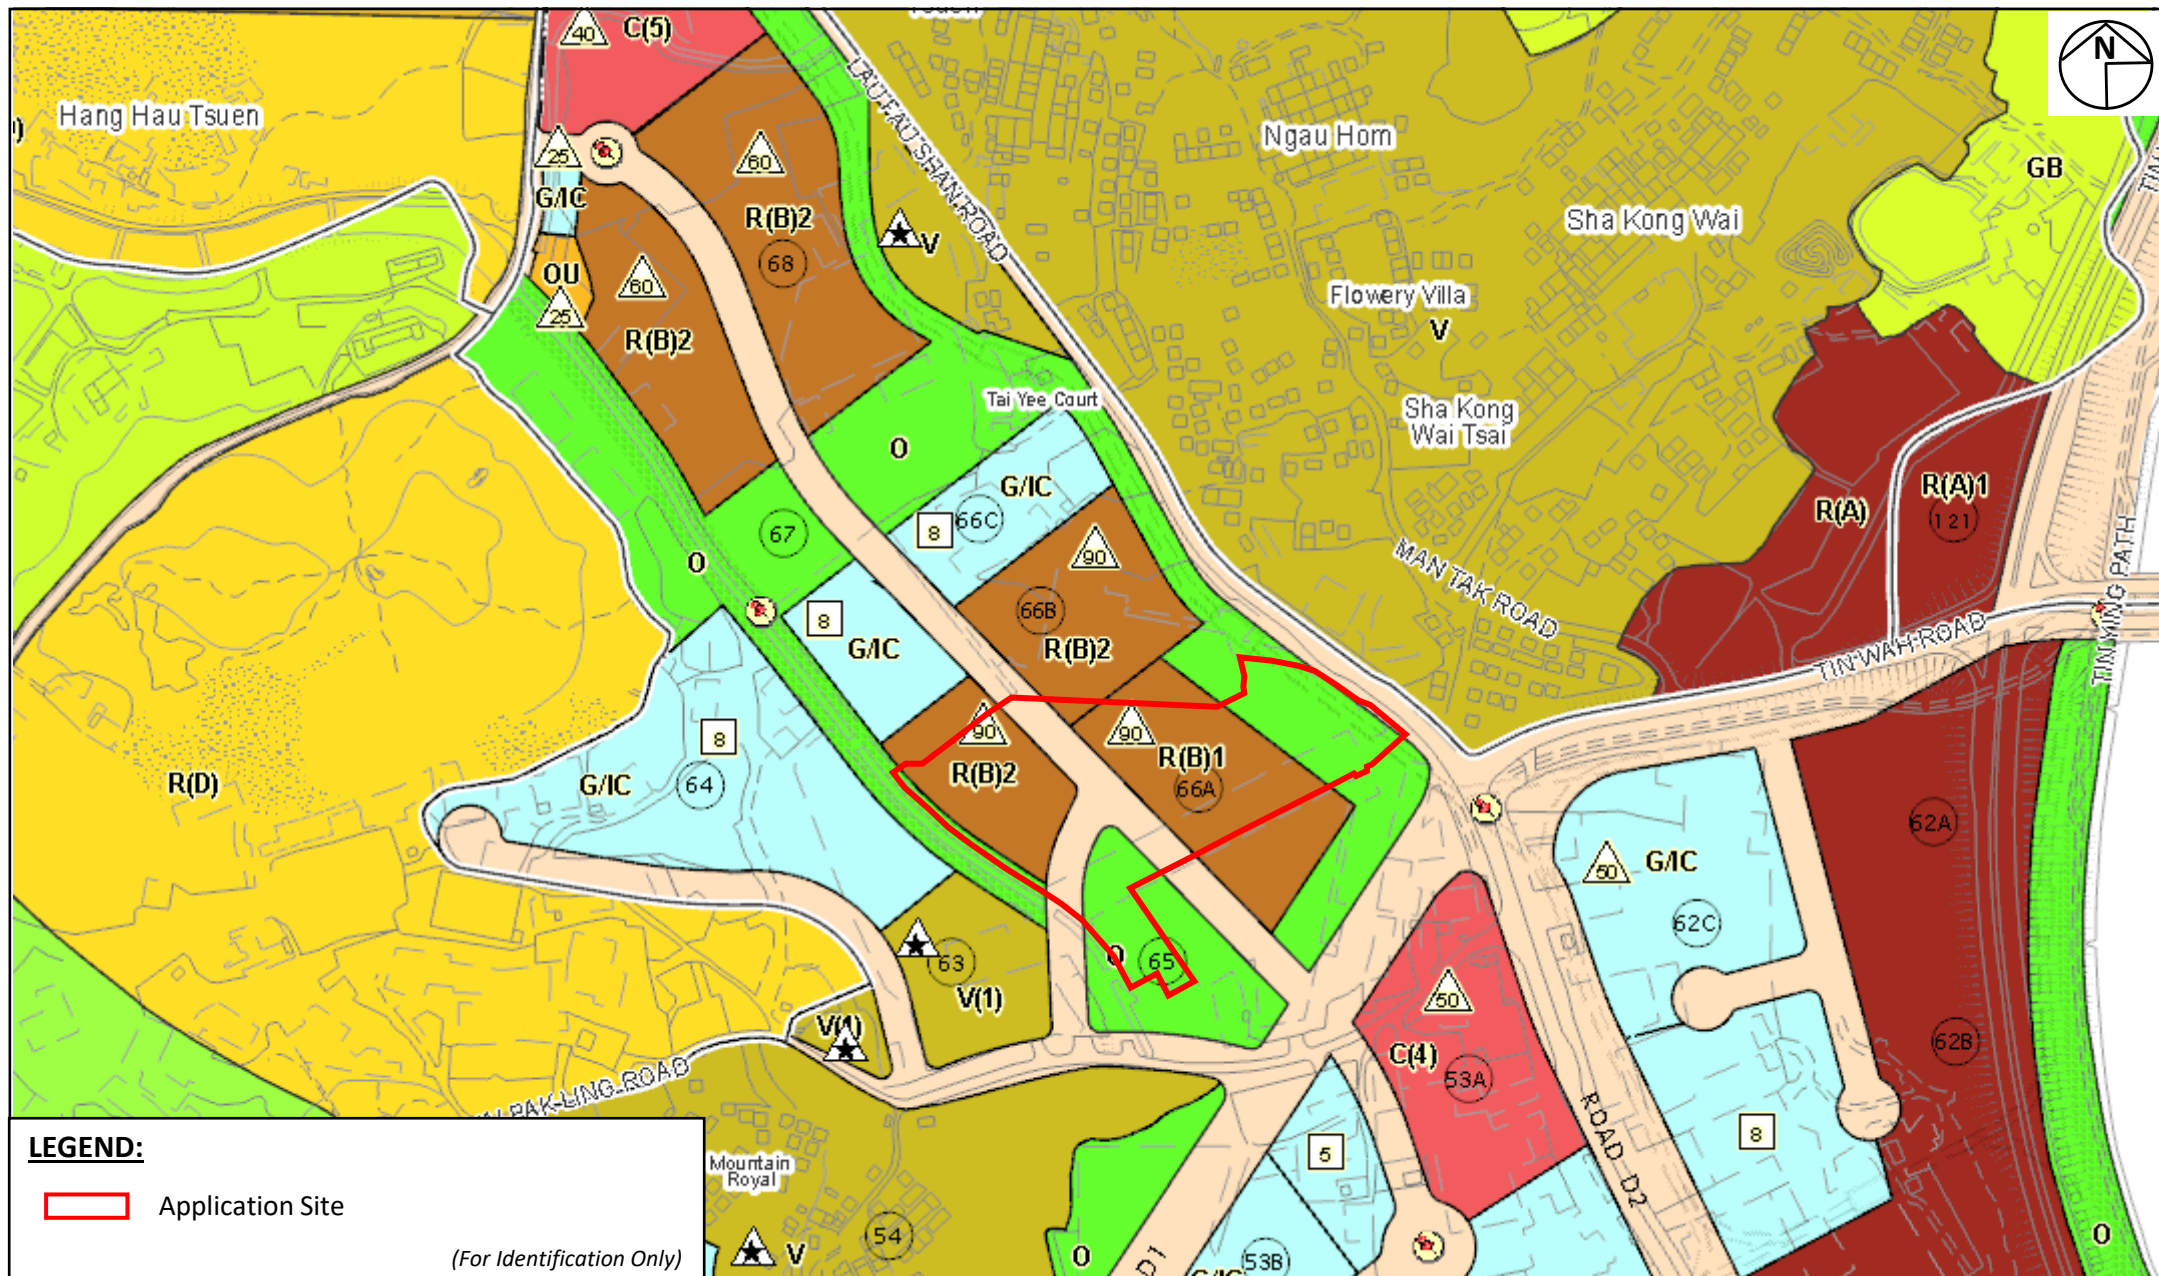 40
C(5)
N
Hang Hau Tsuen
LAU FAU SHAN ROAD
Ngau Hom
25
60
GB
G/IC
R(B)2
V
Sha Kong Wai
68
OU
60
25
Flowery Villa
V
R(B)2
Tai Yee Court
Sha Kong
Wai Tsai
O
G/IC
R(A)1
R(A)
121
66C
8
67
90
O
MAN TAK ROAD
TIN MING PATH
66B
8
G/IC
R(B)2
TIN WAH ROAD
90
90
8
R(B)1
R(B)2
R(D)
G/IC
64
66A
62A
50
G/IC
62C
O
65
63
V(1)
50
V(1)
62B
C(4)
53A
PAK LING ROAD
ROAD D2
8
5
LEGEND:
Application Site
(For Identification Only)
Mountain
Royal
54
V
O
D1
G/IC
53B
O